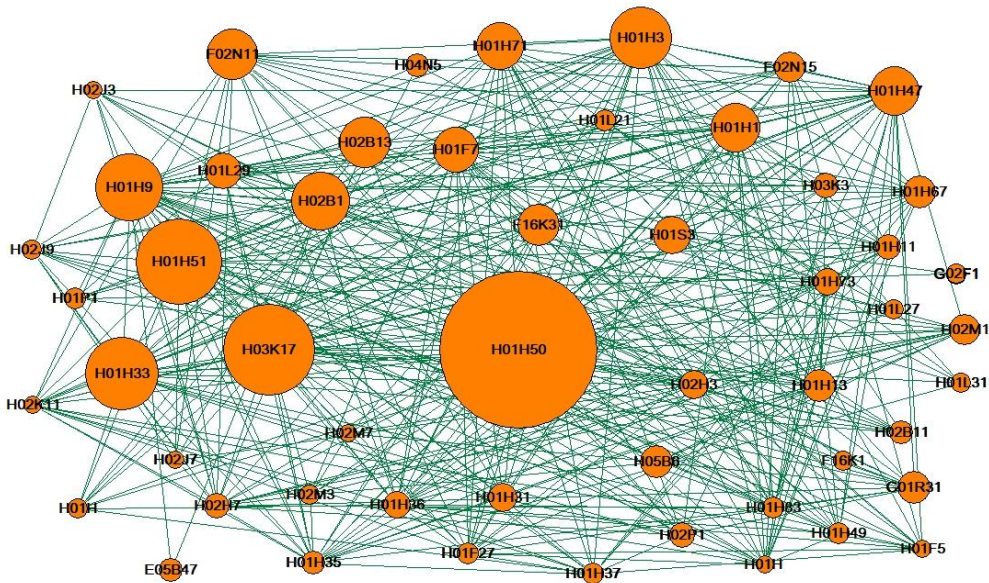 H01H3
H01H71
F02N11
H04N5
F02N15
H02J3
H01H47
H01L21
H01H1
H02B13
H01F7
H01L29
H01H9
H03K3
H01H67
H02B1
F16K31
H01S3
H02J9
H01H11
H01H51
G02F1
H01H73
H01P1
H01L27
H02M1
H03K17
H01H50
H01H33
H02H3
H01H13
H01L31
H02K11
H02M7
H02B11
H02J7
H05B6
F16K1
G01R31
H02M3
H01H31
H01H
H02H7
H01H36
H01H83
H02P1
H01H49
H01F27
H01F5
H01H35
H01H
E05B47
H01H37